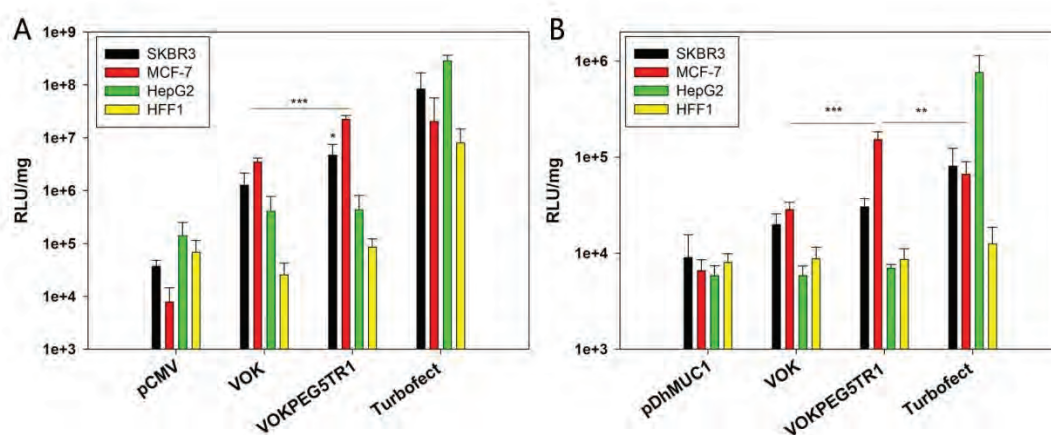 A
SKBR3
MCF-7
HepG2
HFF1
***
*
RLU/mg
1e+9
1e+8
1e+7
1e+6
1e+5
1e+4
1e+3
pCMV
VOK
VOKPEG5TR1
Turbofect
B
SKBR3
MCF-7
HepG2
HFF1
***
**
RLU/mg
1e+6
1e+5
1e+4
1e+3
pDhMUC1
VOK
VOKPEG5TR1
Turbofect